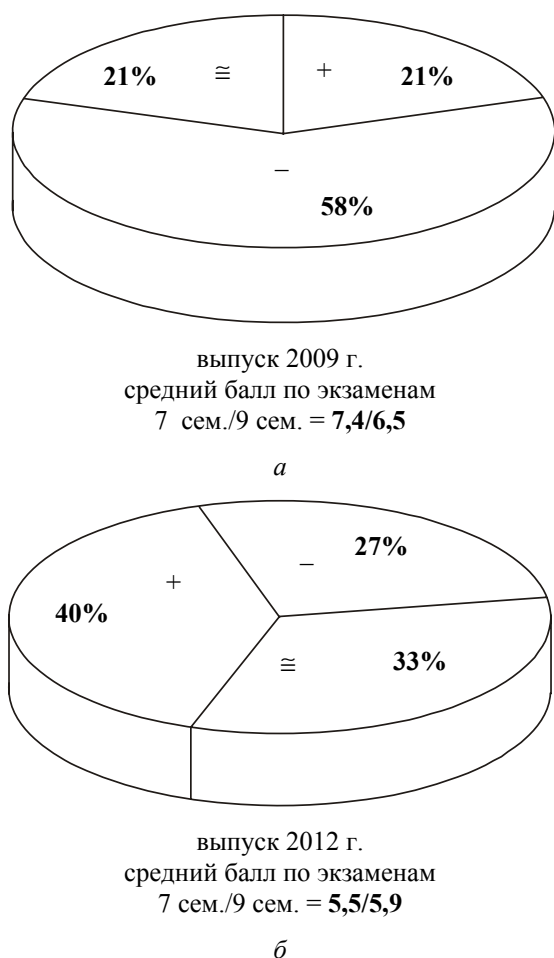 21% ≅ + 21%
–
58%
выпуск 2009 г.
средний балл по экзаменам
7 сем./9 сем. = 7,4/6,5
а
– 27%
+
40%
≅ 33%
выпуск 2012 г.
средний балл по экзаменам
7 сем./9 сем. = 5,5/5,9
б